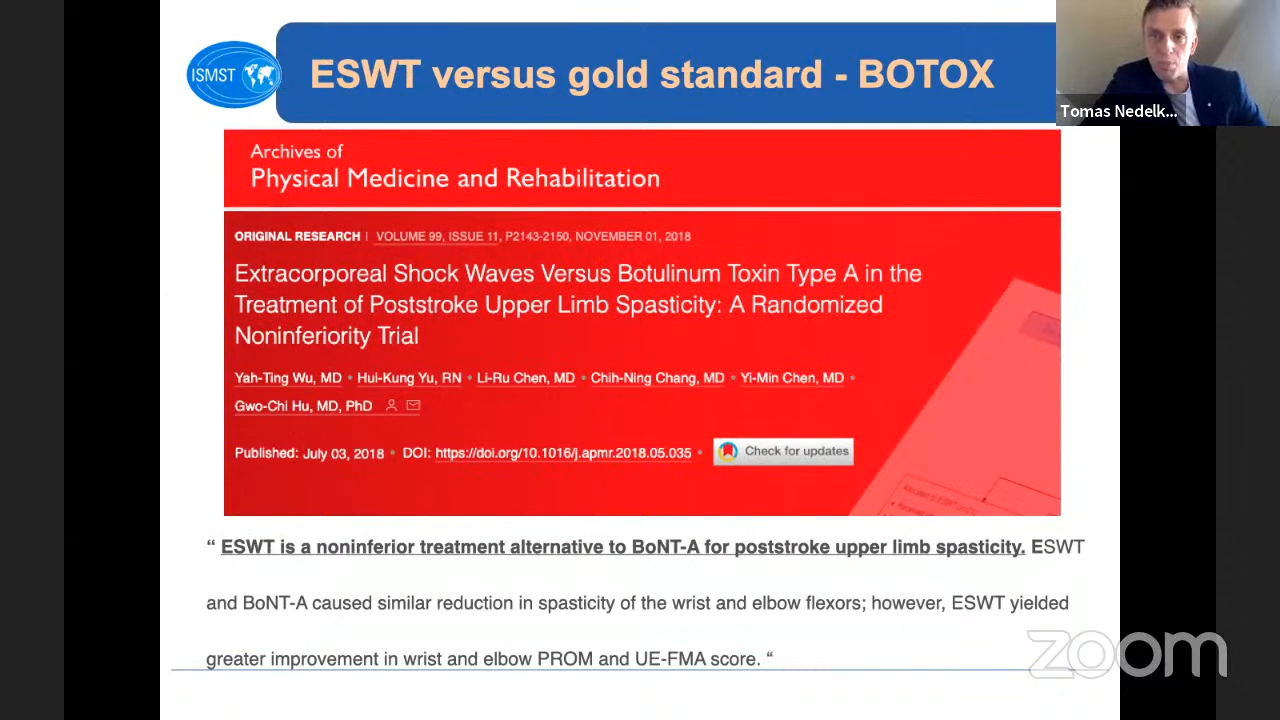 ISMST
ESWT versus gold standard - BOTOX
Tomas Nedelk...
Archives of
Physical Medicine and Rehabilitation
ORIGINAL RESEARCH | VOLUME 99, ISSUE 11, P2143-2150, NOVEMBER 01, 2018
Extracorporeal Shock Waves Versus Botulinum Toxin Type A in the
Treatment of Poststroke Upper Limb Spasticity: A Randomized
Noninferiority Trial
Yah-Ting Wu, MD • Hui-Kung Yu, RN • Li-Ru Chen, MD • Chih-Ning Chang, MD • Yi-Min Chen, MD •
Gwo-Chi Hu, MD, PhD
Published: July 03, 2018 • DOI: https://doi.org/10.1016/j.apmr.2018.05.035 •
Check for updates
“ ESWT is a noninferior treatment alternative to BoNT-A for poststroke upper limb spasticity. ESWT
and BoNT-A caused similar reduction in spasticity of the wrist and elbow flexors; however, ESWT yielded
greater improvement in wrist and elbow PROM and UE-FMA score. “
zoom